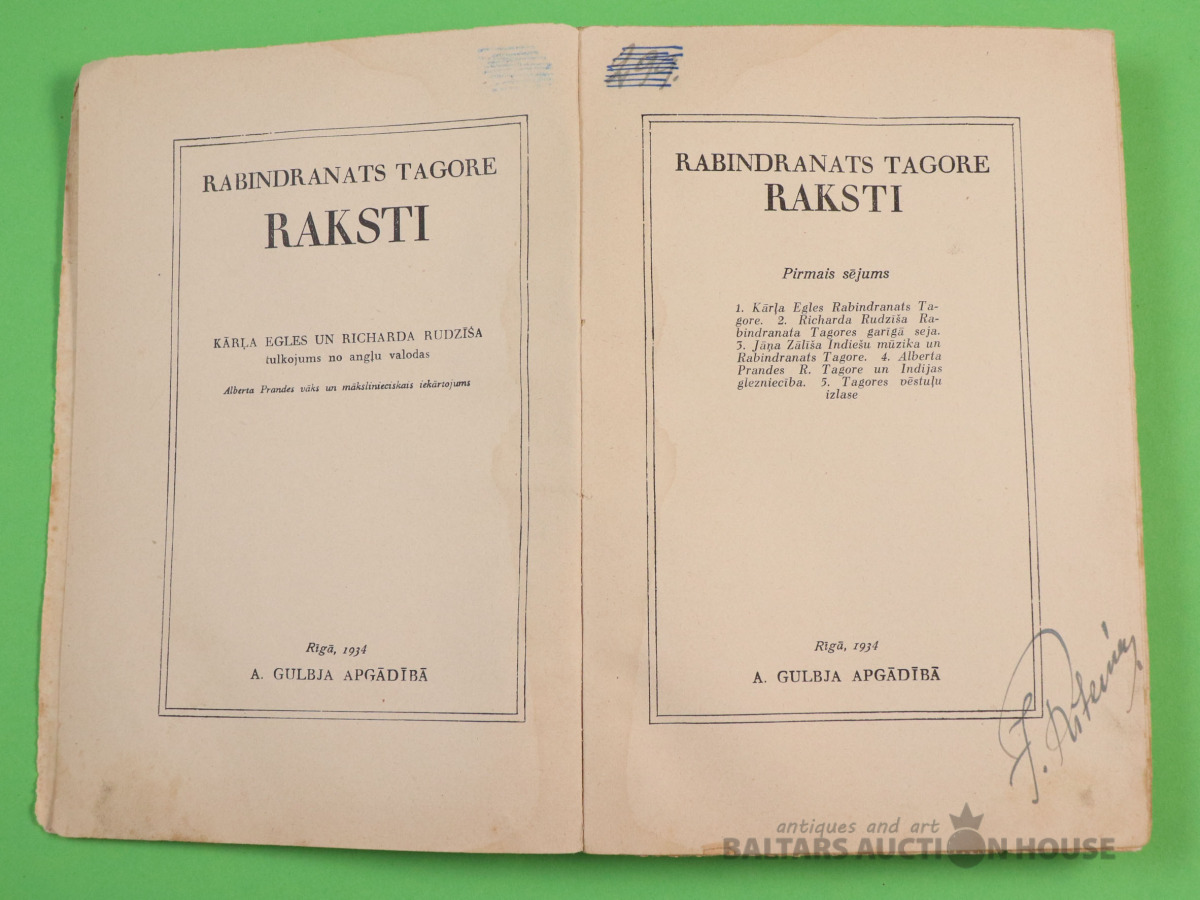 RABINDRANATS TAGORE
RAKSTI
KĀRĻA EGLES UN RICHARDA RUDZĪŠA
tulkojums no angļu valodas
Alberta Prandes vāks un mākslinieciskais iekārtojums
Rīgā, 1934
A. GULBJA APGĀDĪBĀ
RABINDRANATS TAGORE
RAKSTI
Pirmais sējums
1. Kārļa Egles Rabindranats Ta-
gore. 2. Richarda Rudzīša Ra-
bindranata Tagores garīgā seja.
3. Jāņa Zālīša Indiešu mūzika un
Rabindranats Tagore. 4. Alberta
Prandes R. Tagore un Indijas
glezniecība. 5. Tagores vēstuļu
izlase
Rīgā, 1934
A. GULBJA APGĀDĪBĀ
antiques and art
BALTARS AUCTION HOUSE